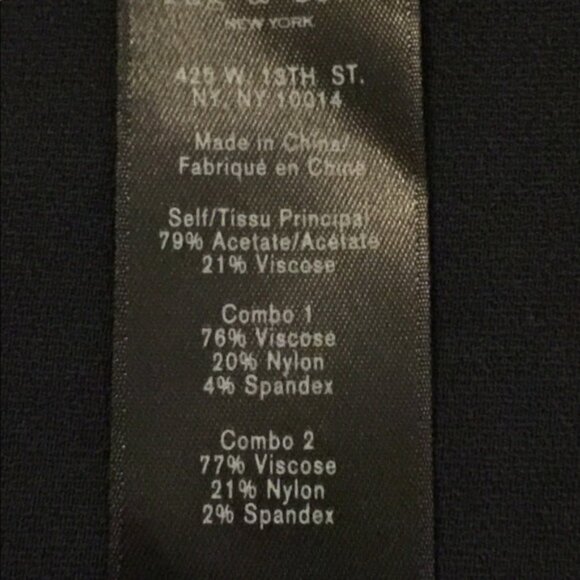 NEW YORK
425 W. 13TH ST.
NY, NY 10014
Made in China/
Fabriqué en Chine
Self/Tissu Principal
79% Acetate/Acétate
21% Viscose
Combo 1
76% Viscose
20% Nylon
4% Spandex
Combo 2
77% Viscose
21% Nylon
2% Spandex